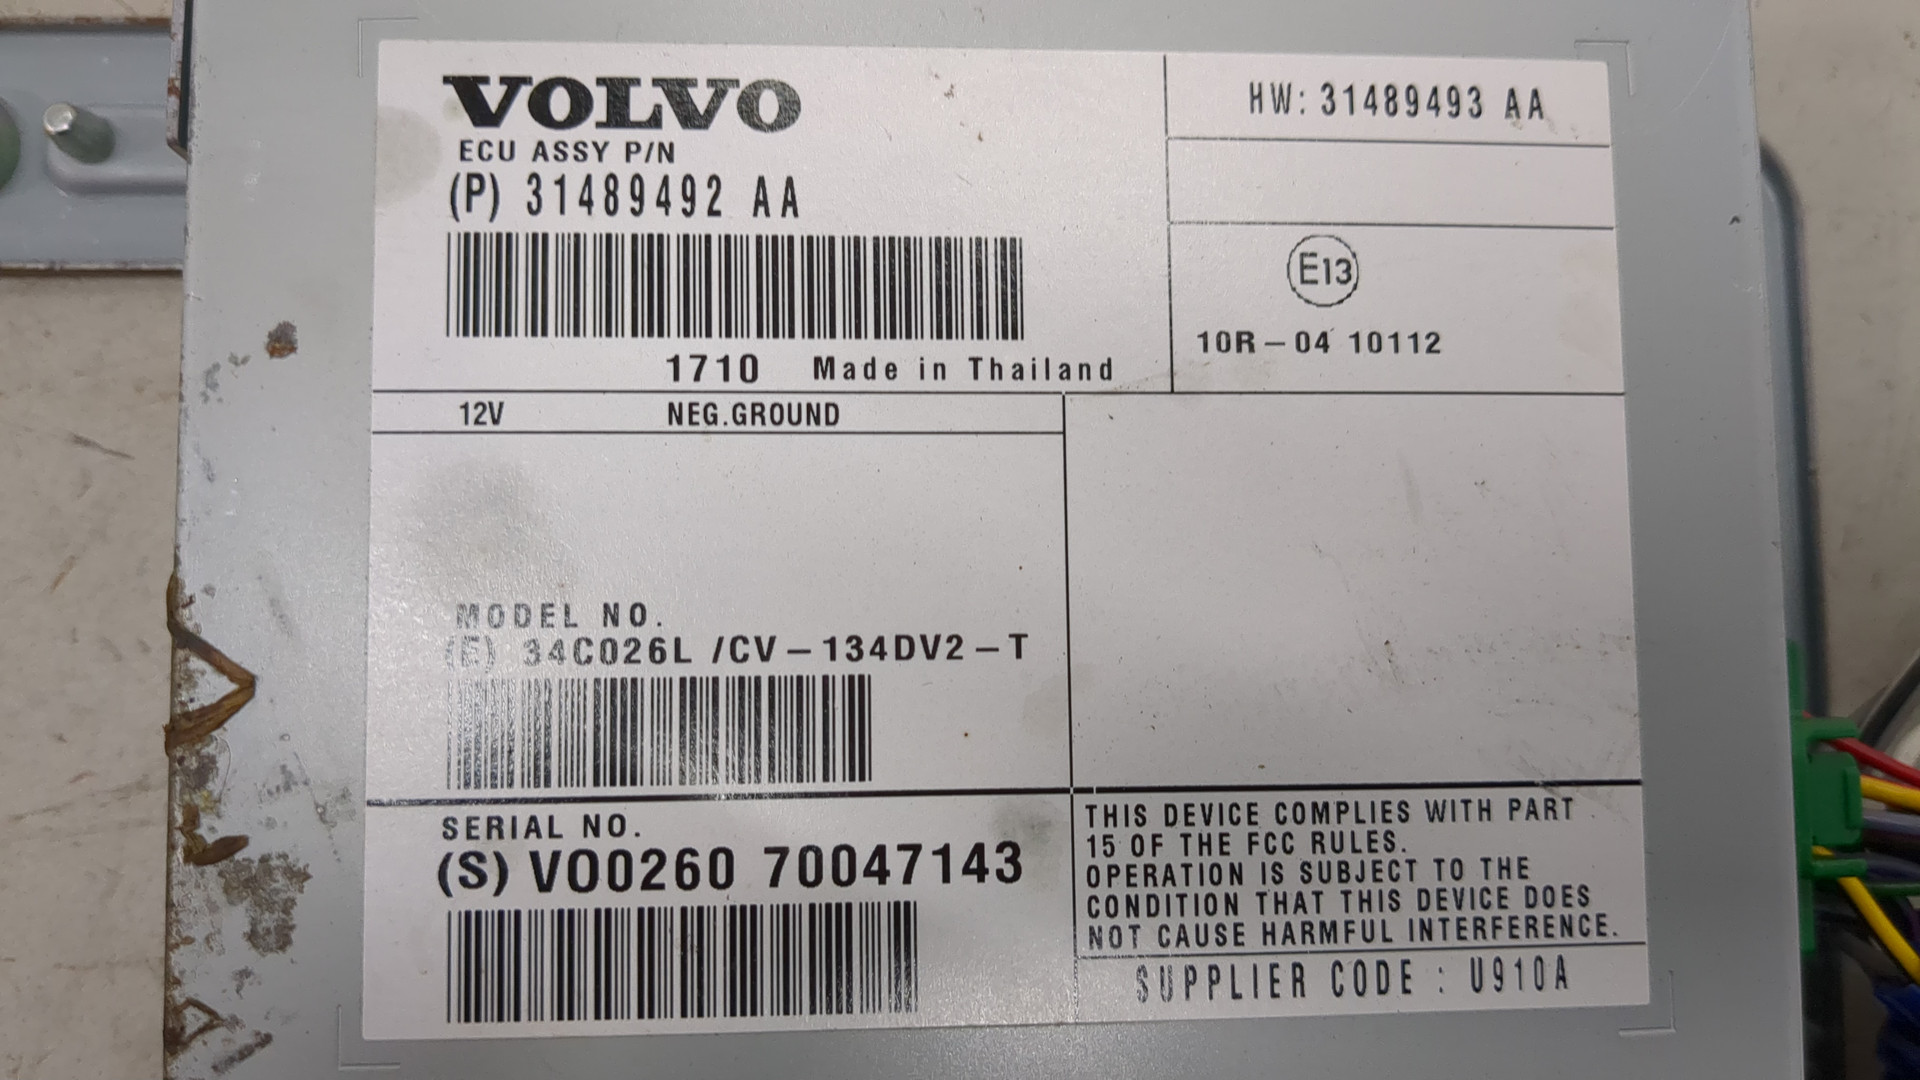 VOLVO
ECU ASSY P/N
(P) 31489492 AA
1710 Made in Thailand
HW: 31489493 AA
E13
10R-04 10112
12V NEG.GROUND
MODEL NO.
(E) 34C026L /CV-134DV2-T
SERIAL NO.
(S) VO0260 70047143
THIS DEVICE COMPLIES WITH PART
15 OF THE FCC RULES.
OPERATION IS SUBJECT TO THE
CONDITION THAT THIS DEVICE DOES
NOT CAUSE HARMFUL INTERFERENCE.
SUPPLIER CODE : U910A